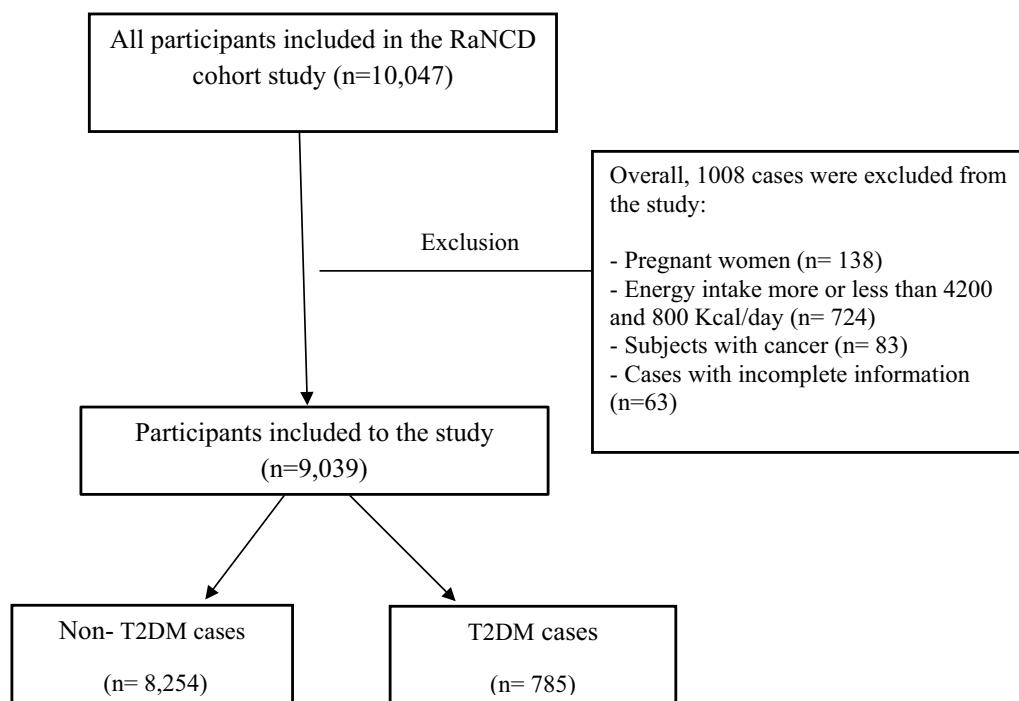 All participants included in the RaNCD
cohort study (n=10,047)
Overall, 1008 cases were excluded from
the study:
- Pregnant women (n= 138)
- Energy intake more or less than 4200
and 800 Kcal/day (n= 724)
- Subjects with cancer (n= 83)
- Cases with incomplete information
(n=63)
Exclusion
Participants included to the study
(n=9,039)
Non- T2DM cases
(n= 8,254)
T2DM cases
(n= 785)